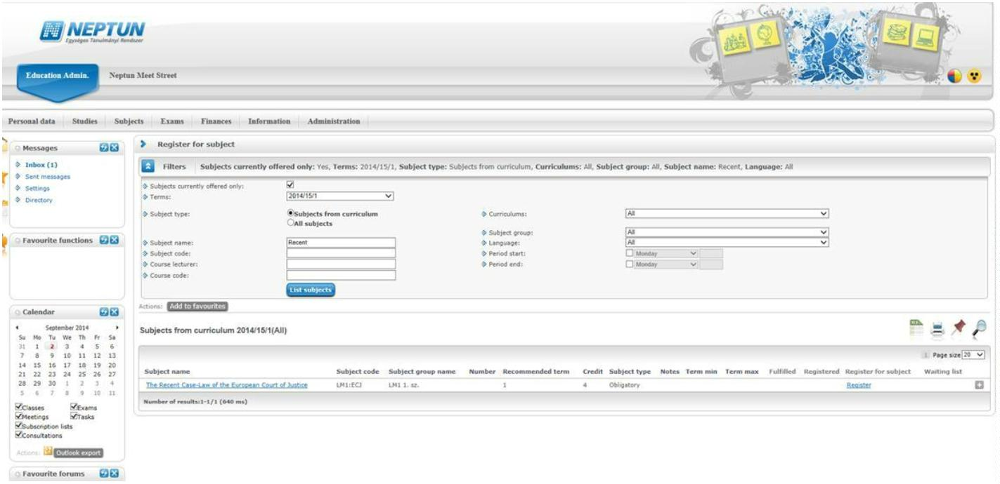 NEPTUN
Egységes Tanulmányi Rendszer
Education Admin. Neptun Meet Street
Personal data Studies Subjects Exams Finances Information Administration
Messages
Inbox (1)
Sent messages
Settings
Directory
Favourite functions
Calendar
September 2014
Su Mo Tu We Th Fr Sa
31 1 2 3 4 5 6
7 8 9 10 11 12 13
14 15 16 17 18 19 20
21 22 23 24 25 26 27
28 29 30 1 2 3 4
5 6 7 8 9 10 11
Classes Exams
Meetings Tasks
Subscription lists
Consultations
Actions: Outlook export
Favourite forums
Register for subject
Filters Subjects currently offered only: Yes, Terms: 2014/15/1, Subject type: Subjects from curriculum, Curriculums: All, Subject group: All, Subject name: Recent, Language: All
Subjects currently offered only:
Terms: 2014/15/1
Subject type: Subjects from curriculum Curriculums: All
All subjects
Subject group: All
Subject name: Recent Language: All
Subject code: Period start: Monday
Course lecturer: Period end: Monday
Course code:
List subjects
Actions: Add to favourites
Subjects from curriculum 2014/15/1(All)
1 Page size 20
Subject name Subject code Subject group name Number Recommended term Credit Subject type Notes Term min Term max Fulfilled Registered Register for subject Waiting list
The Recent Case-Law of the European Court of Justice LM1:ECJ LM1 1. sz. 1 4 Obligatory Register
Number of results:1-1/1 (640 ms)